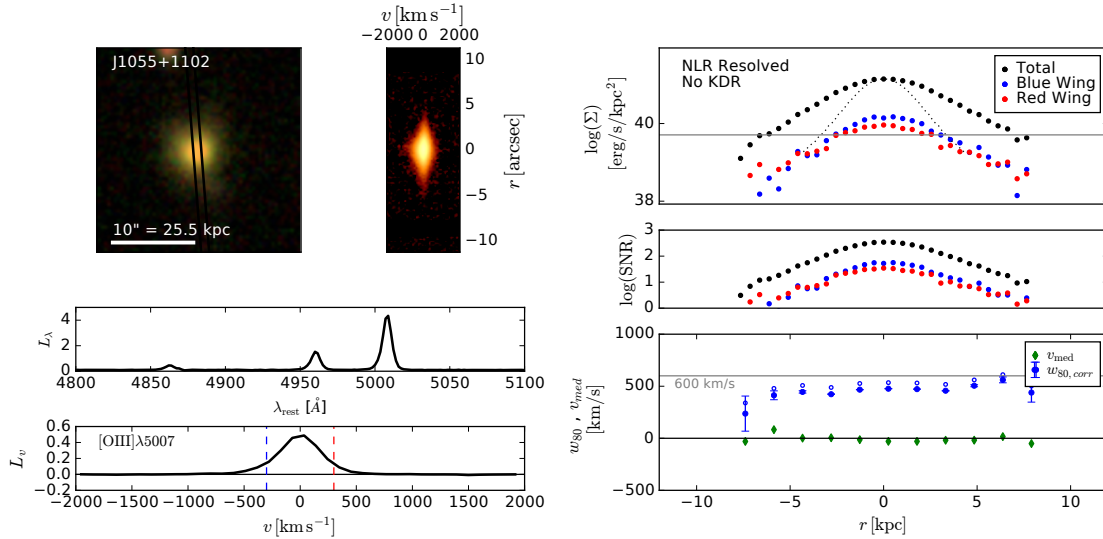 J1055+1102
10" = 25.5 kpc
v [km s⁻¹]
−2000 0 2000
10
5
0
−5
−10
r [arcsec]
4
2
0
L_λ
4800 4850 4900 4950 5000 5050 5100
λ_rest [Å]
[OIII]λ5007
0.6
0.4
0.2
0.0
−0.2
L_v
−2000 −1500 −1000 −500 0 500 1000 1500 2000
v [km s⁻¹]
NLR Resolved
No KDR
Total
Blue Wing
Red Wing
40
38
log(Σ)
[erg/s/kpc²]
3
2
1
0
log(SNR)
1000
500
0
−500
600 km/s
v_med
w_80,corr
w_80 , v_med
[km/s]
−10 −5 0 5 10
r [kpc]